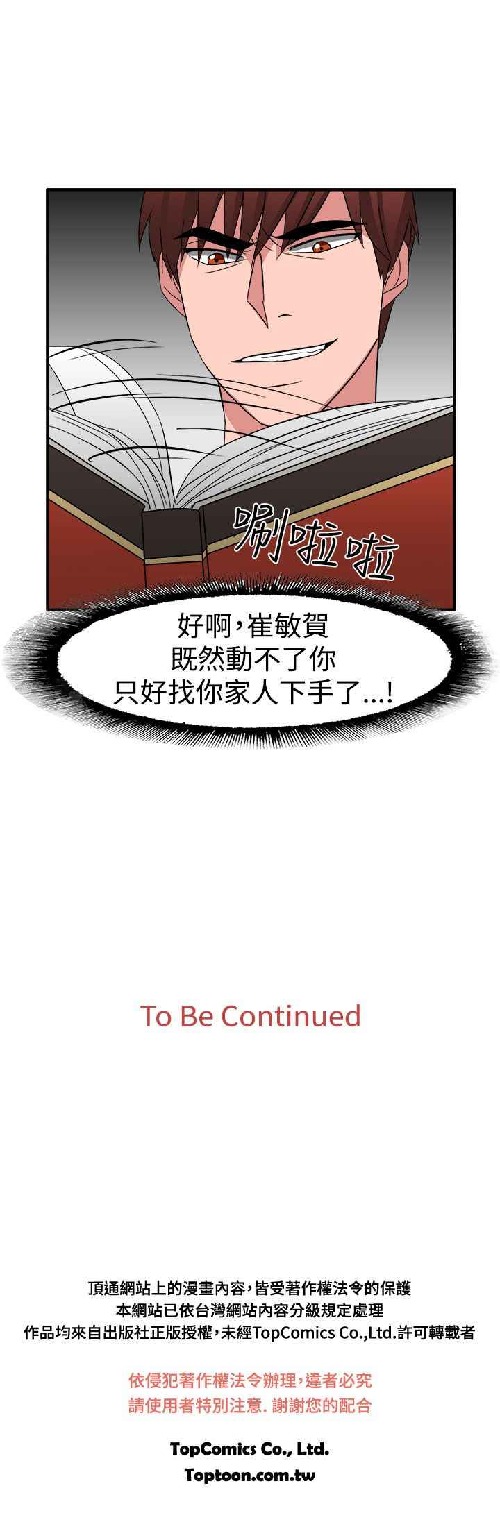 唰啦啦
好啊,崔敏賀
既然動不了你
只好找你家人下手了...!
To Be Continued
頂通網站上的漫畫內容,皆受著作權法令的保護
本網站已依台灣網站內容分級規定處理
作品均來自出版社正版授權,未經TopComics Co.,Ltd.許可轉載者
依侵犯著作權法令辦理,違者必究
請使用者特別注意. 謝謝您的配合
TopComics Co., Ltd.
Toptoon.com.tw